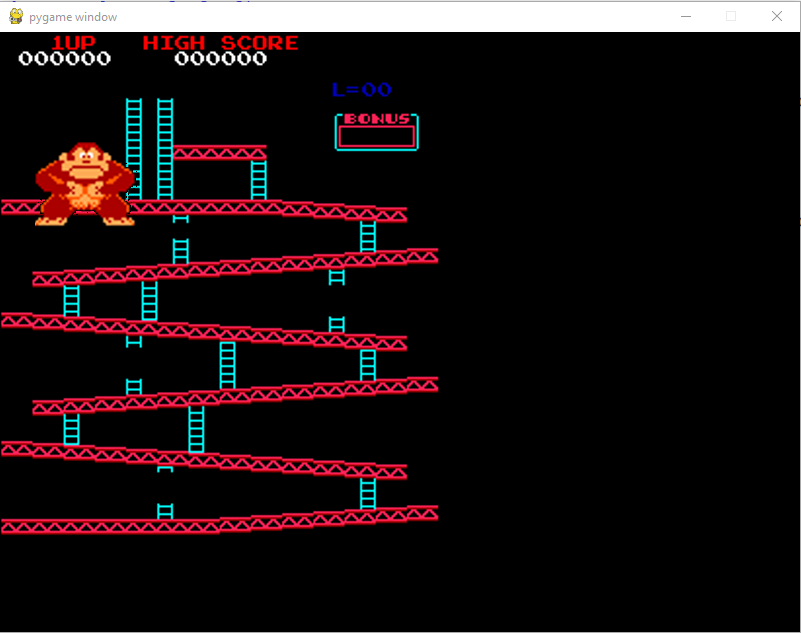 pygame window
1UP HIGH SCORE
000000 000000
L=00
BONUS